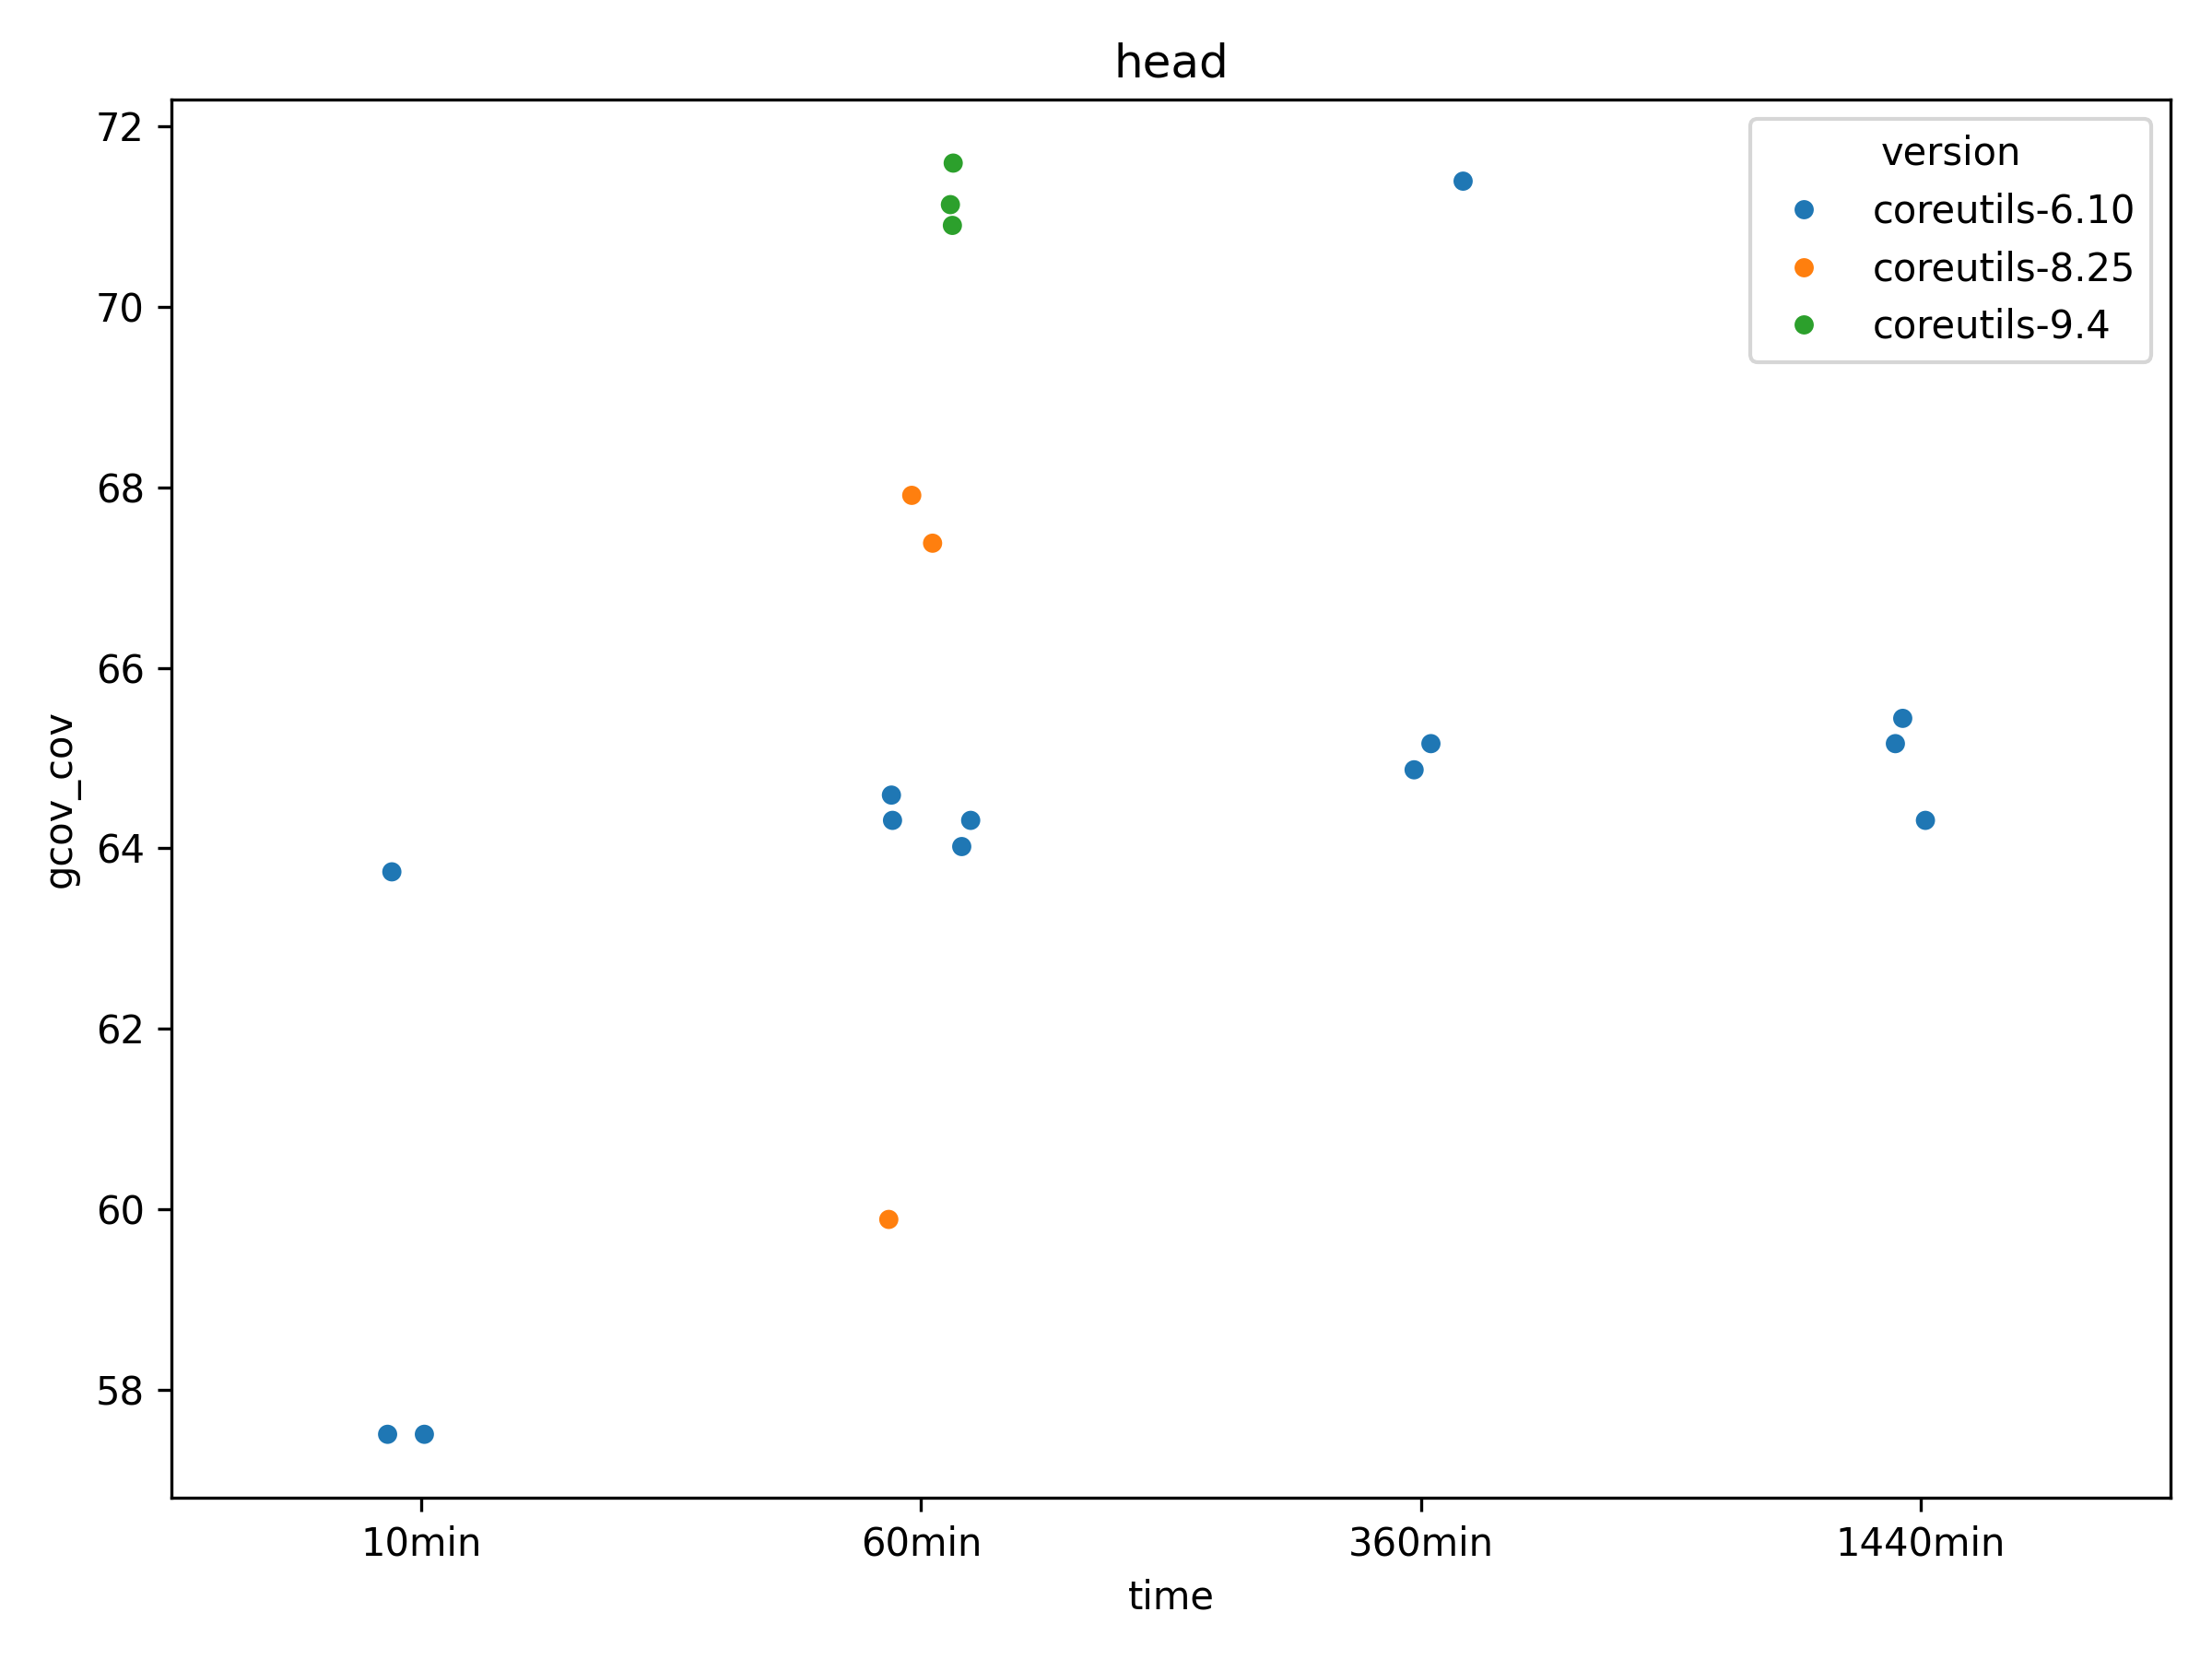 head
72
70
68
66
64
62
60
58
gcov_cov
10min 60min 360min 1440min
time
version
coreutils-6.10
coreutils-8.25
coreutils-9.4